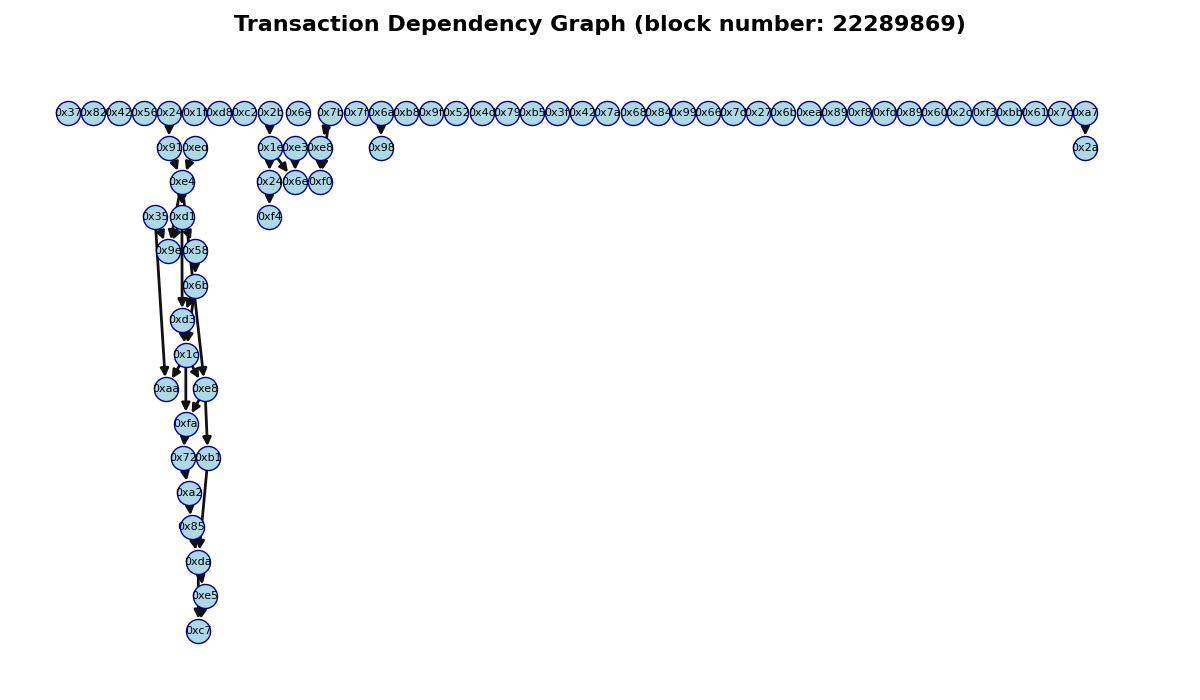 Transaction Dependency Graph (block number: 22289869)
0x37 0x82 0x42 0x56 0x24 0x1f 0xd8 0xc2 0x2b 0x6e 0x7b 0x7f 0x6a 0xb8 0x9f 0x52 0x4d 0x79 0xb5 0x3f 0x42 0x7a 0x68 0x84 0x99 0x66 0x7d 0x27 0x6b 0xea 0x89 0xf8 0xfd 0x89 0x60 0x2c 0xf3 0xbb 0x61 0x7c 0xa7
0x91 0xed 0x1e 0xe3 0xe8 0x98 0x2a
0xe4 0x24 0x6e 0xf0
0x35 0xd1 0xf4
0x9e 0x58
0x6b
0xd3
0x1c
0xaa 0xe8
0xfa
0x72 0xb1
0xa2
0x85
0xda
0xe5
0xc7